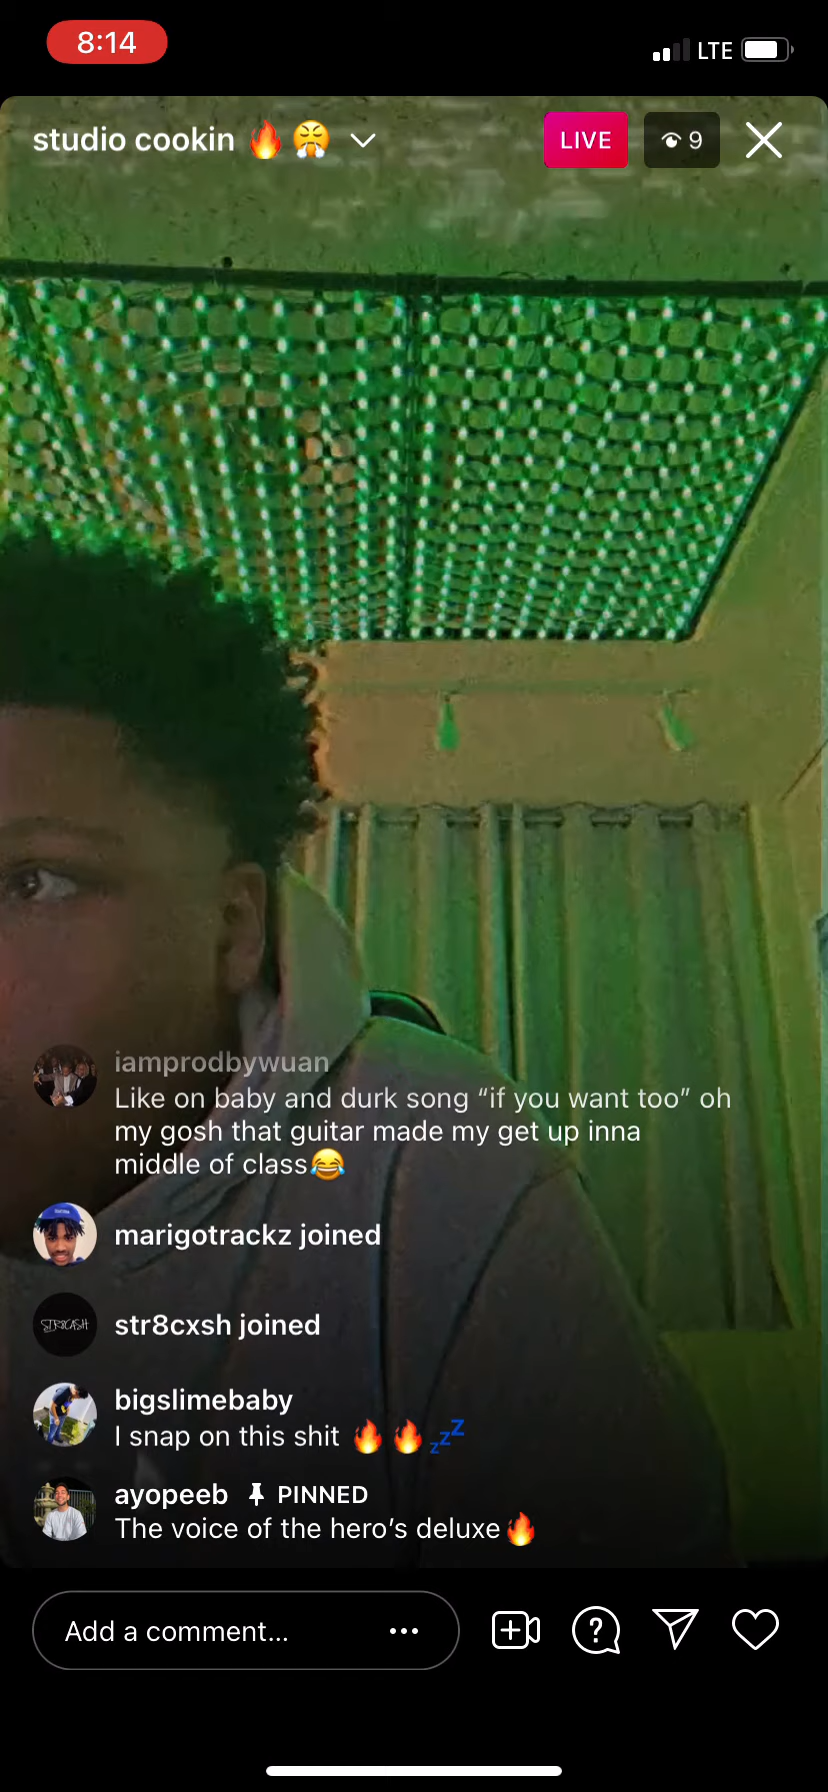 8:14
LTE
studio cookin 🔥 😤
LIVE
9
iamprodbywuan
Like on baby and durk song “if you want too” oh
my gosh that guitar made my get up inna
middle of class😂
marigotrackz joined
STR8CASH
str8cxsh joined
bigslimebaby
I snap on this shit 🔥 🔥 💤
ayopeeb PINNED
The voice of the hero’s deluxe🔥
Add a comment...